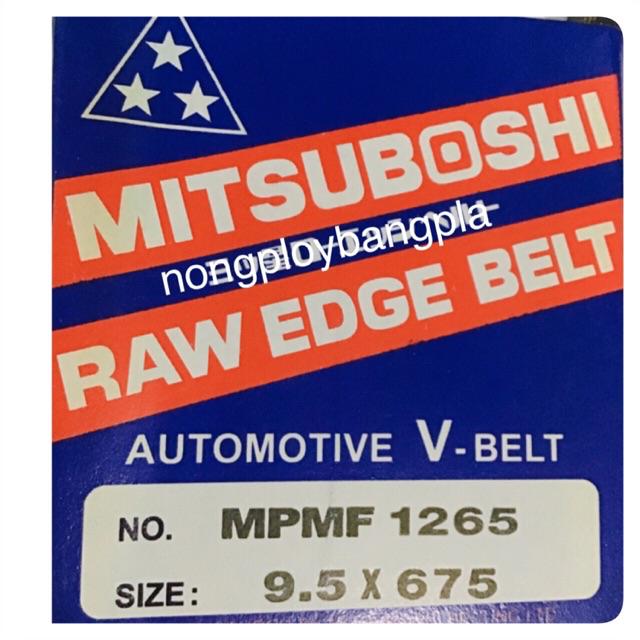 MITSUBOSHI
nongploybangpla
RAW EDGE BELT
AUTOMOTIVE V-BELT
NO. MPMF 1265
SIZE: 9.5 X 675